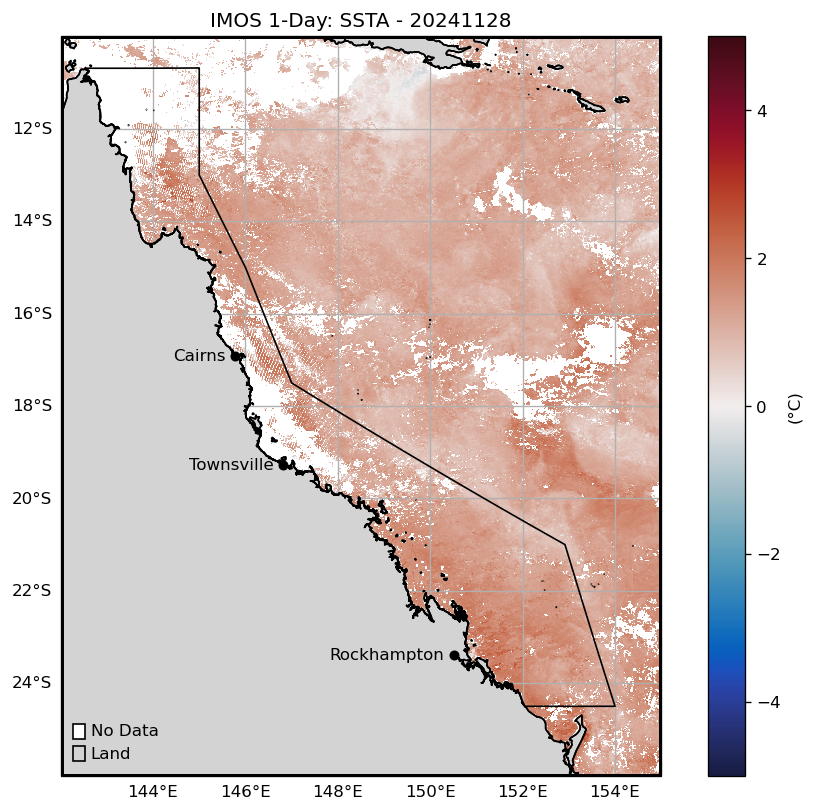 IMOS 1-Day: SSTA - 20241128
12°S
14°S
16°S
18°S
20°S
22°S
24°S
Cairns
Townsville
Rockhampton
No Data
Land
144°E 146°E 148°E 150°E 152°E 154°E
4
2
0
−2
−4
(°C)